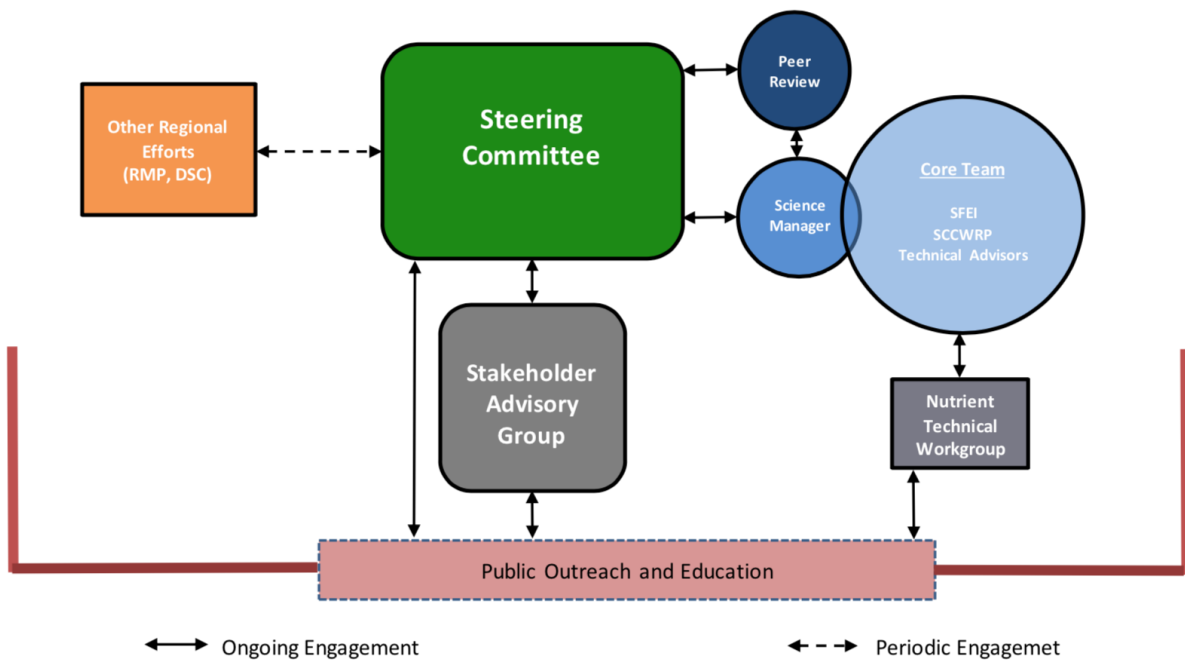 Other Regional
Efforts
(RMP, DSC)
Steering
Committee
Peer
Review
Science
Manager
Core Team
SFEI
SCCWRP
Technical Advisors
Stakeholder
Advisory
Group
Nutrient
Technical
Workgroup
Public Outreach and Education
Ongoing Engagement
Periodic Engagemet